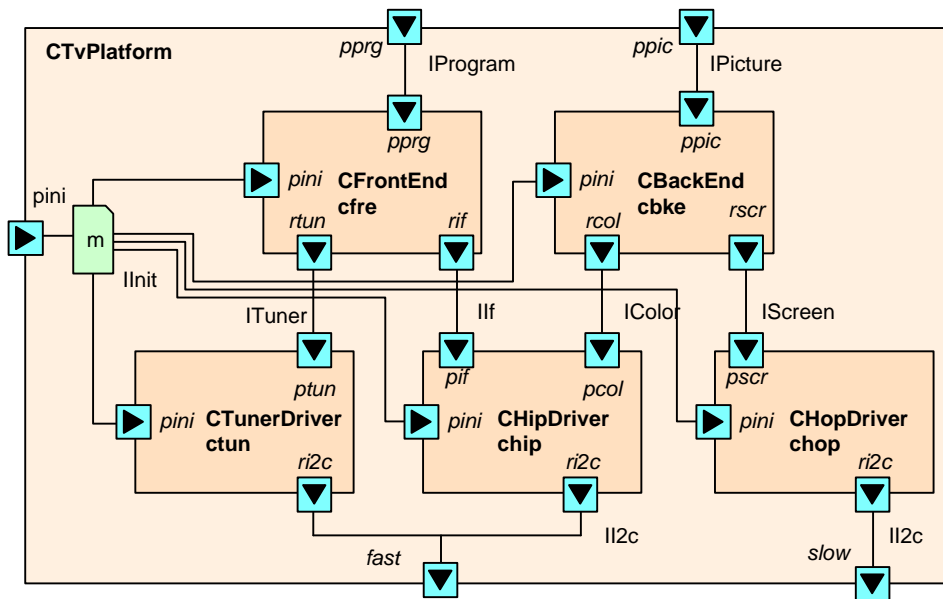 CTvPlatform
pprg
IProgram
ppic
IPicture
pprg
ppic
pini
CFrontEnd
cfre
pini
CBackEnd
cbke
pini
m
rtun
rif
rcol
rscr
IInit
ITuner
IIf
IColor
IScreen
ptun
pif
pcol
pscr
pini
CTunerDriver
ctun
pini
CHipDriver
chip
pini
CHopDriver
chop
ri2c
ri2c
ri2c
fast
II2c
slow
II2c